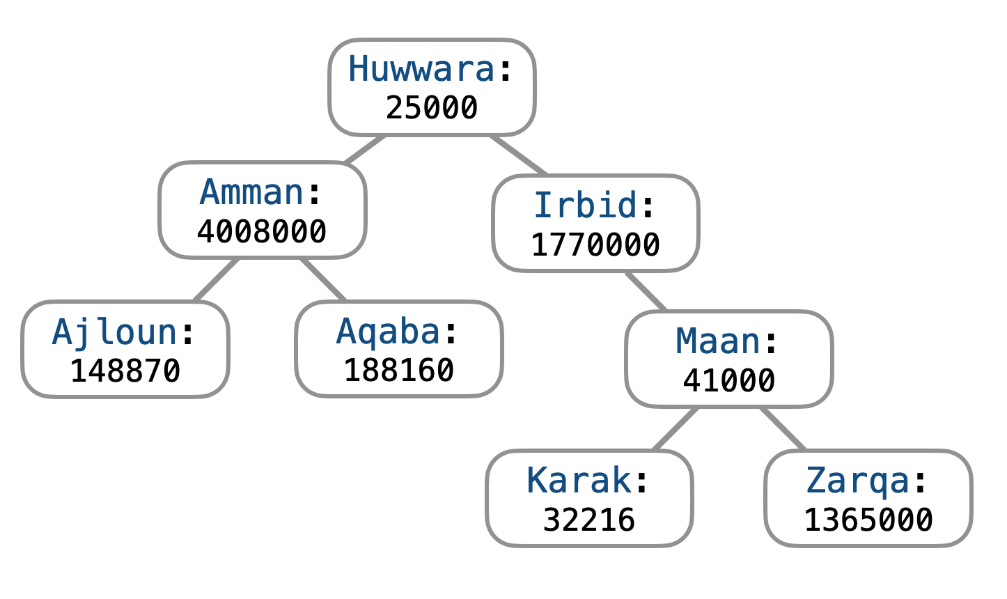 Huwwara:
25000
Amman:
4008000
Irbid:
1770000
Ajloun:
148870
Aqaba:
188160
Maan:
41000
Karak:
32216
Zarqa:
1365000